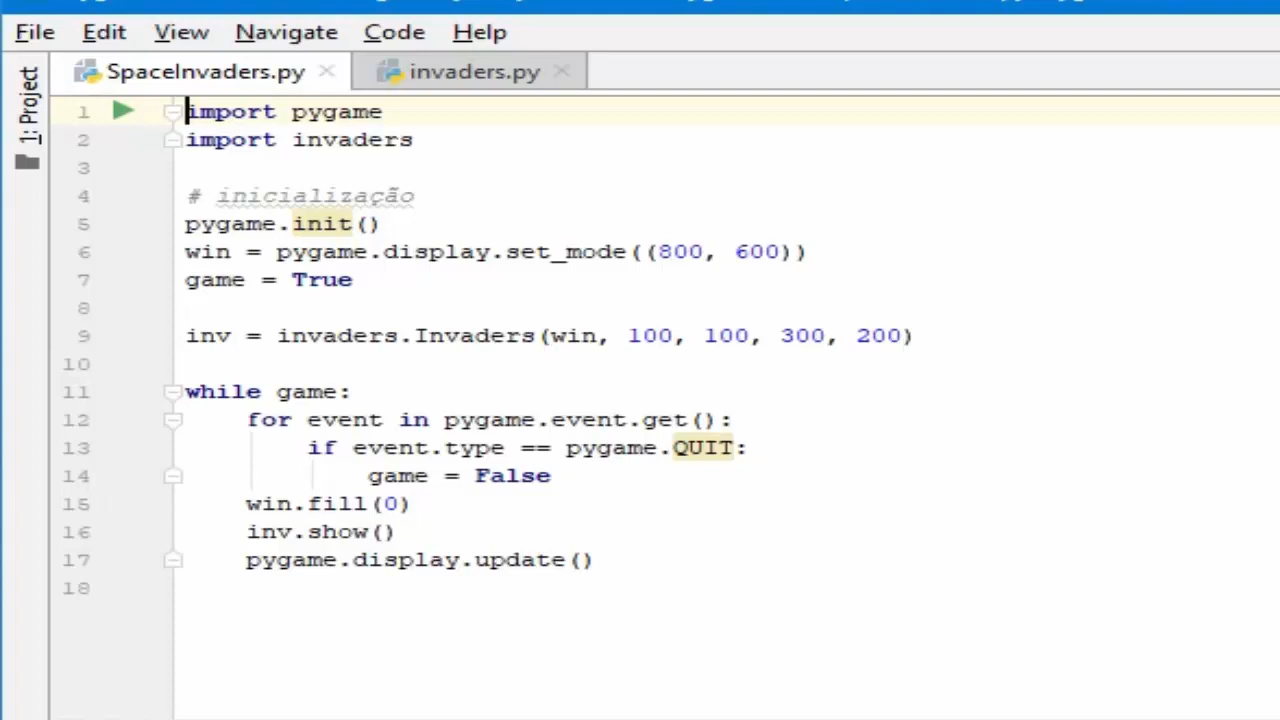 File Edit View Navigate Code Help
SpaceInvaders.py invaders.py
1: Project
1 import pygame
2 import invaders
3
4 # inicialização
5 pygame.init()
6 win = pygame.display.set_mode((800, 600))
7 game = True
8
9 inv = invaders.Invaders(win, 100, 100, 300, 200)
10
11 while game:
12     for event in pygame.event.get():
13         if event.type == pygame.QUIT:
14             game = False
15     win.fill(0)
16     inv.show()
17     pygame.display.update()
18